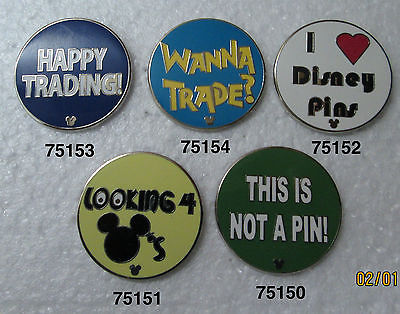 HAPPY
TRADING!
WANNA
TRADE?
I
Disney
Pins
75153
75154
75152
LOOKING 4
'S
THIS IS
NOT A PIN!
75151
75150
02/01